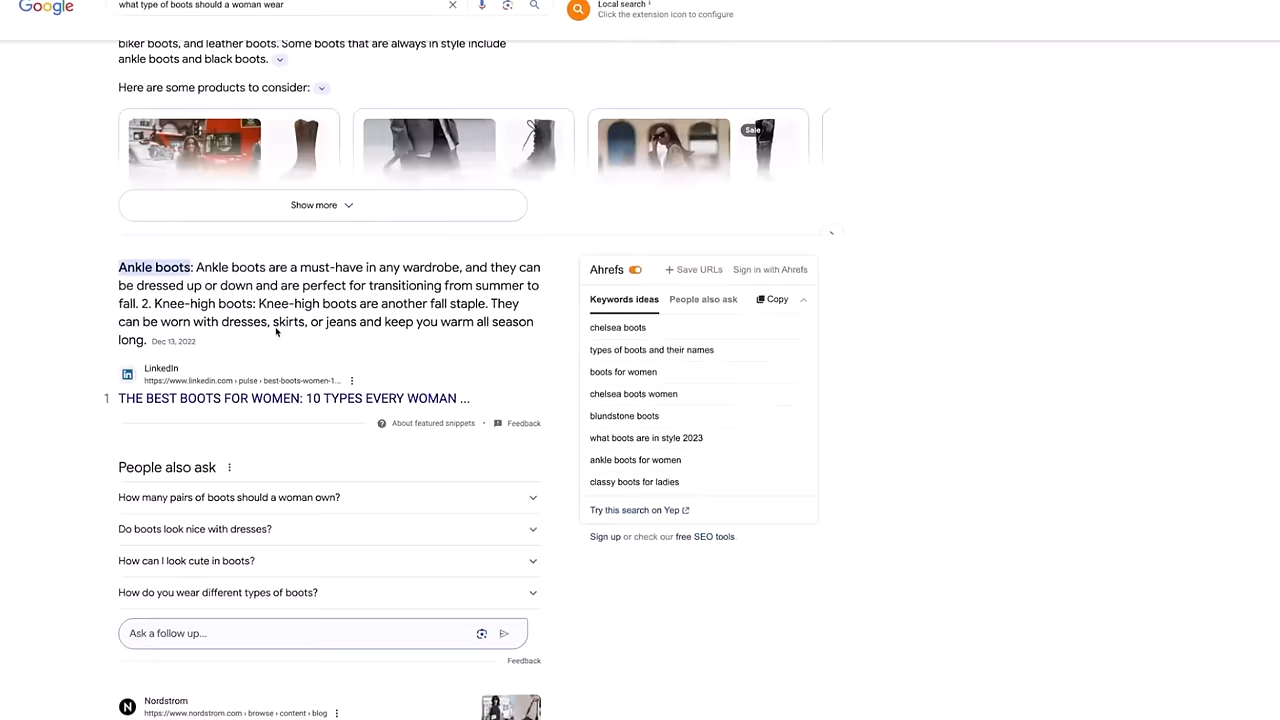 Google
what type of boots should a woman wear
Local search
Click the extension icon to configure
biker boots, and leather boots. Some boots that are always in style include
ankle boots and black boots.
Here are some products to consider:
Sale
Show more
Ankle boots: Ankle boots are a must-have in any wardrobe, and they can
be dressed up or down and are perfect for transitioning from summer to
fall. 2. Knee-high boots: Knee-high boots are another fall staple. They
can be worn with dresses, skirts, or jeans and keep you warm all season
long. Dec 13, 2022
LinkedIn
https://www.linkedin.com › pulse › best-boots-women-1...
1 THE BEST BOOTS FOR WOMEN: 10 TYPES EVERY WOMAN ...
About featured snippets • Feedback
People also ask
How many pairs of boots should a woman own?
Do boots look nice with dresses?
How can I look cute in boots?
How do you wear different types of boots?
Ask a follow up...
Feedback
Nordstrom
https://www.nordstrom.com › browse › content › blog
Ahrefs + Save URLs Sign in with Ahrefs
Keywords ideas People also ask Copy
chelsea boots
types of boots and their names
boots for women
chelsea boots women
blundstone boots
what boots are in style 2023
ankle boots for women
classy boots for ladies
Try this search on Yep
Sign up or check our free SEO tools.